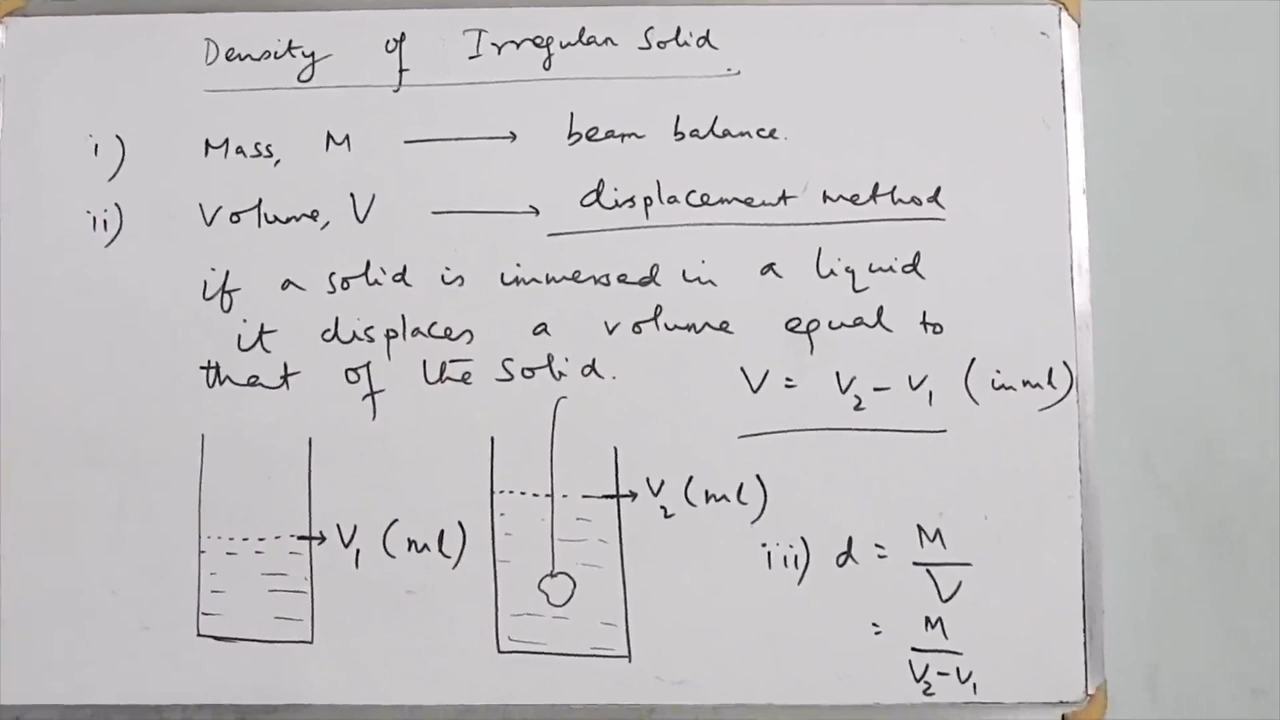 Density of Irregular Solid.
i) Mass, M ⟶ beam balance.
ii) Volume, V ⟶ displacement method
if a solid is immersed in a liquid
it displaces a volume equal to
that of the solid.
V = V₂ - V₁ (in ml)
V₁ (ml)
V₂ (ml)
iii) d = M/V
= M/V₂-V₁